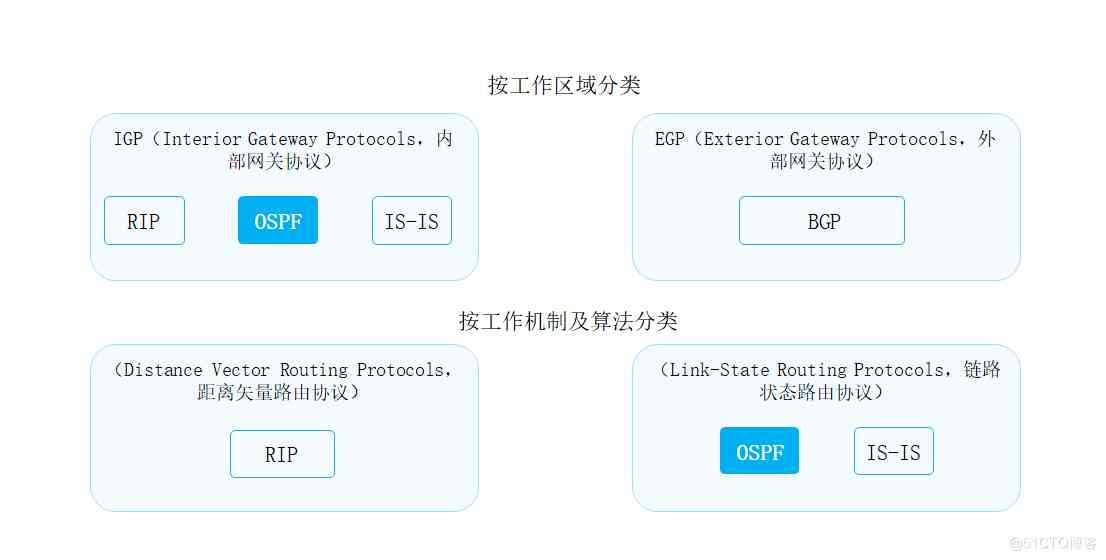 按工作区域分类
IGP（Interior Gateway Protocols，内
部网关协议）
RIP
OSPF
IS-IS
EGP（Exterior Gateway Protocols，外
部网关协议）
BGP
按工作机制及算法分类
（Distance Vector Routing Protocols，
距离矢量路由协议）
RIP
（Link-State Routing Protocols，链路
状态路由协议）
OSPF
IS-IS
@51CTO博客